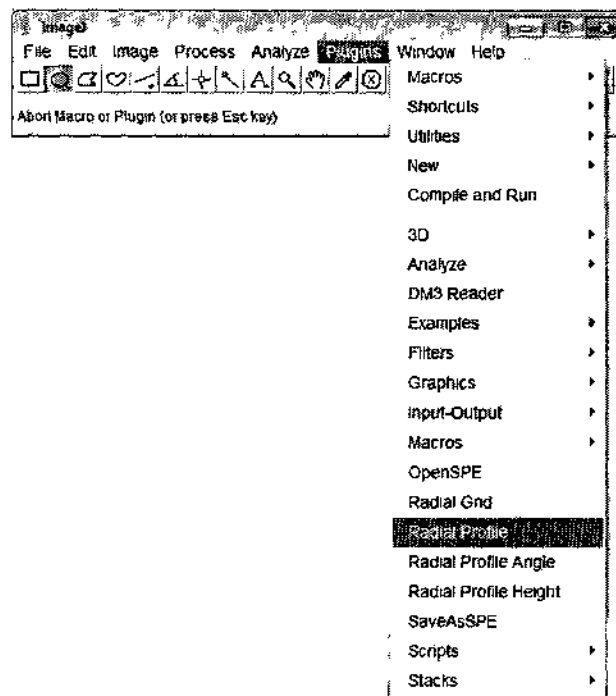 ImageJ
File Edit Image Process Analyze Plugins Window Help
Abort Macro or Plugin (or press Esc key)
Macros
Shortcuts
Utilities
New
Compile and Run
3D
Analyze
DM3 Reader
Examples
Filters
Graphics
Input-Output
Macros
OpenSPE
Radial Grid
Radial Profile
Radial Profile Angle
Radial Profile Height
SaveAsSPE
Scripts
Stacks